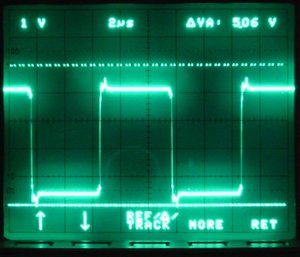 1 V 2µs ΔVA: 5.06 V
REF/Δ/
↑ ↓ TRACK MORE RET